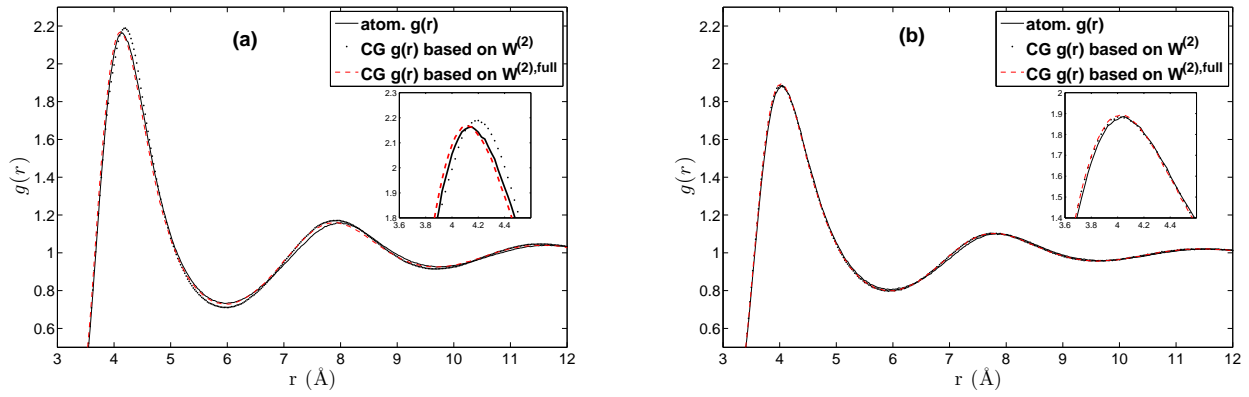 (a)
atom. g(r)
CG g(r) based on W(2)
CG g(r) based on W(2),full
2.2
2
1.8
1.6
1.4
1.2
1
0.8
0.6
g(r)
2.3
2.2
2.1
2
1.9
1.8
3.6 4 4.2 4.4
3 4 5 6 7 8 9 10 11 12
r (Å)
(b)
atom. g(r)
CG g(r) based on W(2)
CG g(r) based on W(2),full
2.2
2
1.8
1.6
1.4
1.2
1
0.8
0.6
g(r)
2
1.9
1.8
1.7
1.6
1.5
1.4
3.6 3.8 4 4.2 4.4
3 4 5 6 7 8 9 10 11 12
r (Å)